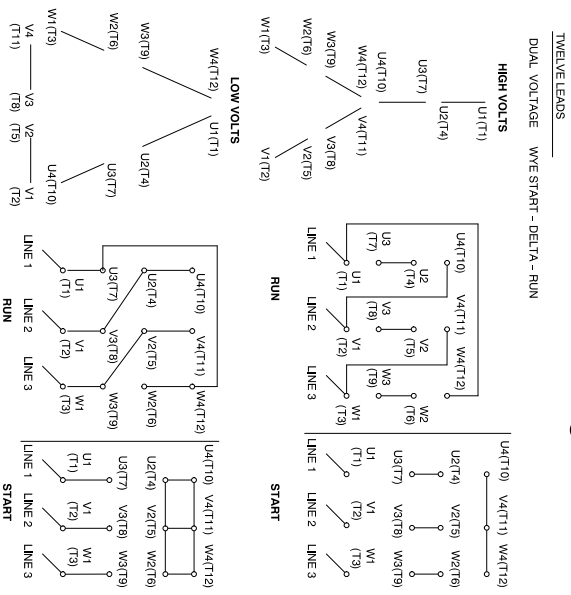 TWELVE LEADS
DUAL VOLTAGE WYE START – DELTA – RUN
HIGH VOLTS
U1(T1)
U2(T4)
U3(T7)
U4(T10)
W4(T12)
V4(T11)
W3(T9)
V3(T8)
W2(T6)
V2(T5)
W1(T3)
V1(T2)
U4(T10) V4(T11) W4(T12)
U3 (T7) U2 (T4) V3 (T8) V2 (T5) W3 (T9) W2 (T6)
U1 (T1) V1 (T2) W1 (T3)
LINE 1 LINE 2 LINE 3
RUN
U4(T10) V4(T11) W4(T12)
U2(T4) V2(T5) W2(T6)
U3(T7) V3(T8) W3(T9)
U1 (T1) V1 (T2) W1 (T3)
LINE 1 LINE 2 LINE 3
START
LOW VOLTS
W4(T12) U1(T1)
W3(T9) U2(T4)
W2(T6) U3(T7)
W1(T3) U4(T10)
V4 (T11) V3 (T8) V2 (T5) V1 (T2)
U4(T10) V4(T11) W4(T12)
U2(T4) V2(T5) W2(T6)
U3(T7) V3(T8) W3(T9)
U1 (T1) V1 (T2) W1 (T3)
LINE 1 LINE 2 LINE 3
RUN
U4(T10) V4(T11) W4(T12)
U2(T4) V2(T5) W2(T6)
U3(T7) V3(T8) W3(T9)
U1 (T1) V1 (T2) W1 (T3)
LINE 1 LINE 2 LINE 3
START